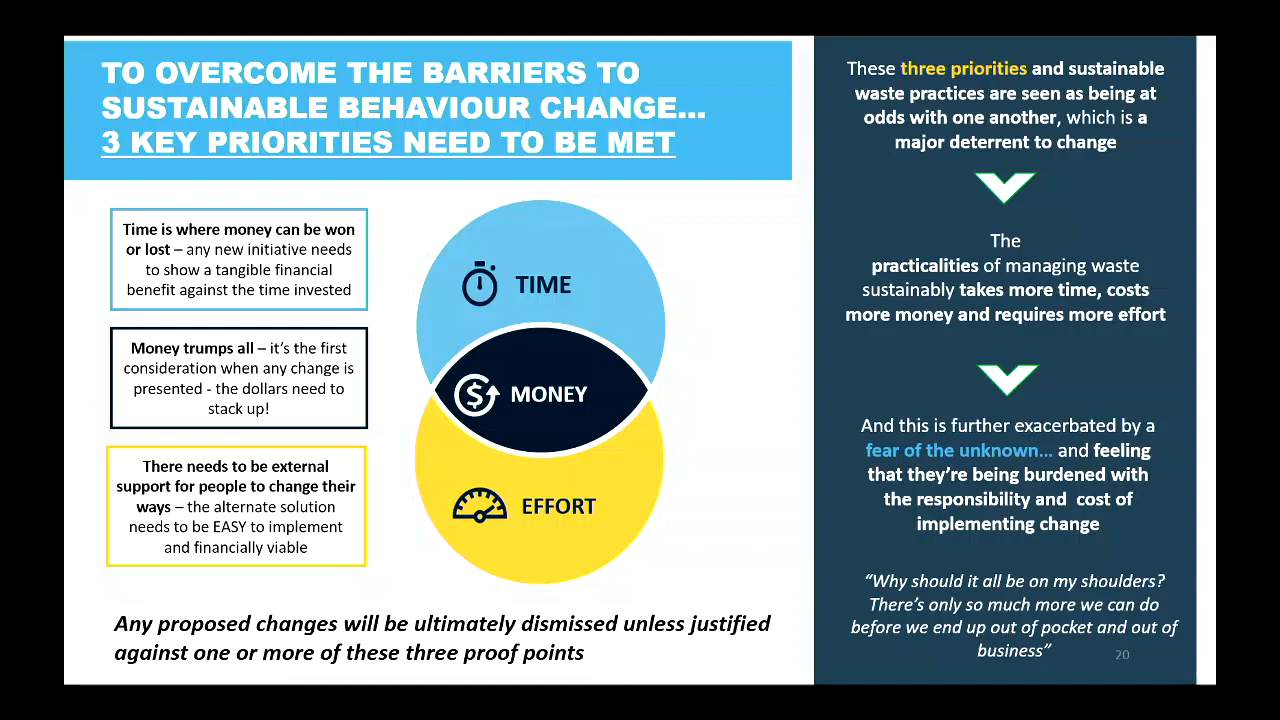 TO OVERCOME THE BARRIERS TO
SUSTAINABLE BEHAVIOUR CHANGE...
3 KEY PRIORITIES NEED TO BE MET
Time is where money can be won
or lost – any new initiative needs
to show a tangible financial
benefit against the time invested
Money trumps all – it's the first
consideration when any change is
presented - the dollars need to
stack up!
There needs to be external
support for people to change their
ways – the alternate solution
needs to be EASY to implement
and financially viable
TIME
MONEY
EFFORT
Any proposed changes will be ultimately dismissed unless justified
against one or more of these three proof points
These three priorities and sustainable
waste practices are seen as being at
odds with one another, which is a
major deterrent to change
The
practicalities of managing waste
sustainably takes more time, costs
more money and requires more effort
And this is further exacerbated by a
fear of the unknown... and feeling
that they're being burdened with
the responsibility and cost of
implementing change
"Why should it all be on my shoulders?
There's only so much more we can do
before we end up out of pocket and out of
business"
20